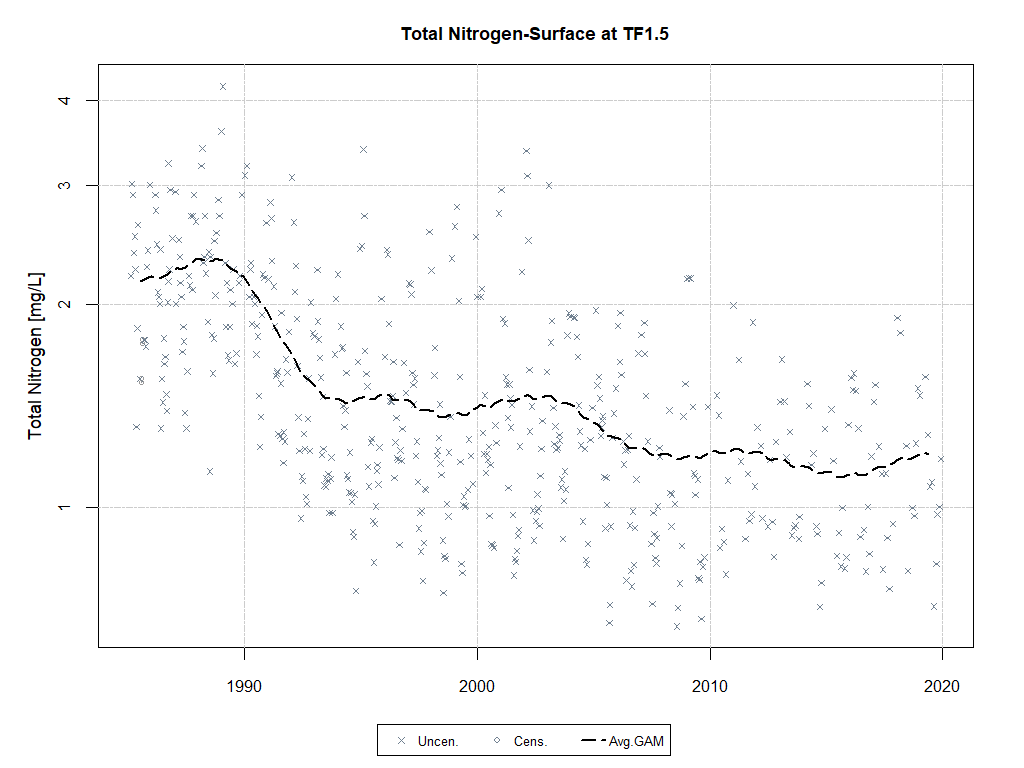 Total Nitrogen-Surface at TF1.5
Total Nitrogen [mg/L]
4
3
2
1
1990 2000 2010 2020
Uncen. Cens. Avg.GAM